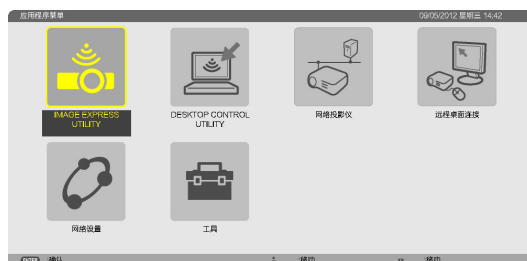 应用程序菜单 09/05/2012 星期三 14:42
IMAGE EXPRESS
UTILITY
DESKTOP CONTROL
UTILITY
网络投影仪
远程桌面连接
网络设置
工具
ENTER :确认 :移动 :移动